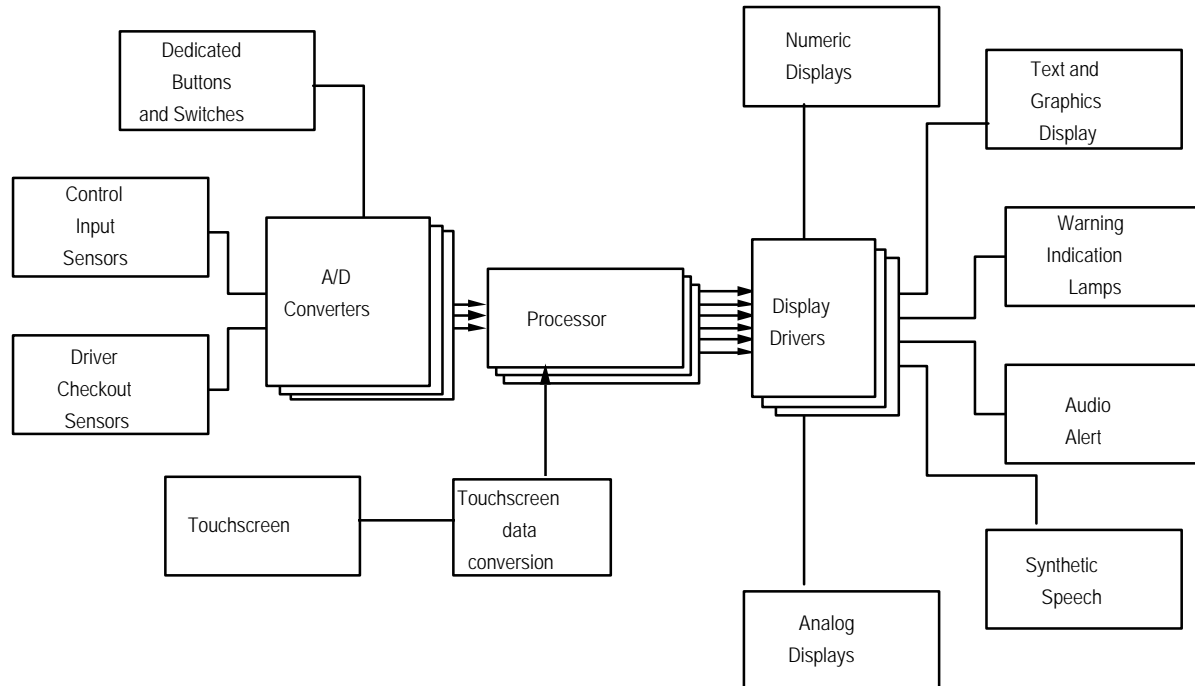 Dedicated
Buttons
and Switches
Numeric
Displays
Text and
Graphics
Display
Control
Input
Sensors
Warning
Indication
Lamps
A/D
Converters
Processor
Display
Drivers
Driver
Checkout
Sensors
Audio
Alert
Touchscreen
Touchscreen
data
conversion
Synthetic
Speech
Analog
Displays